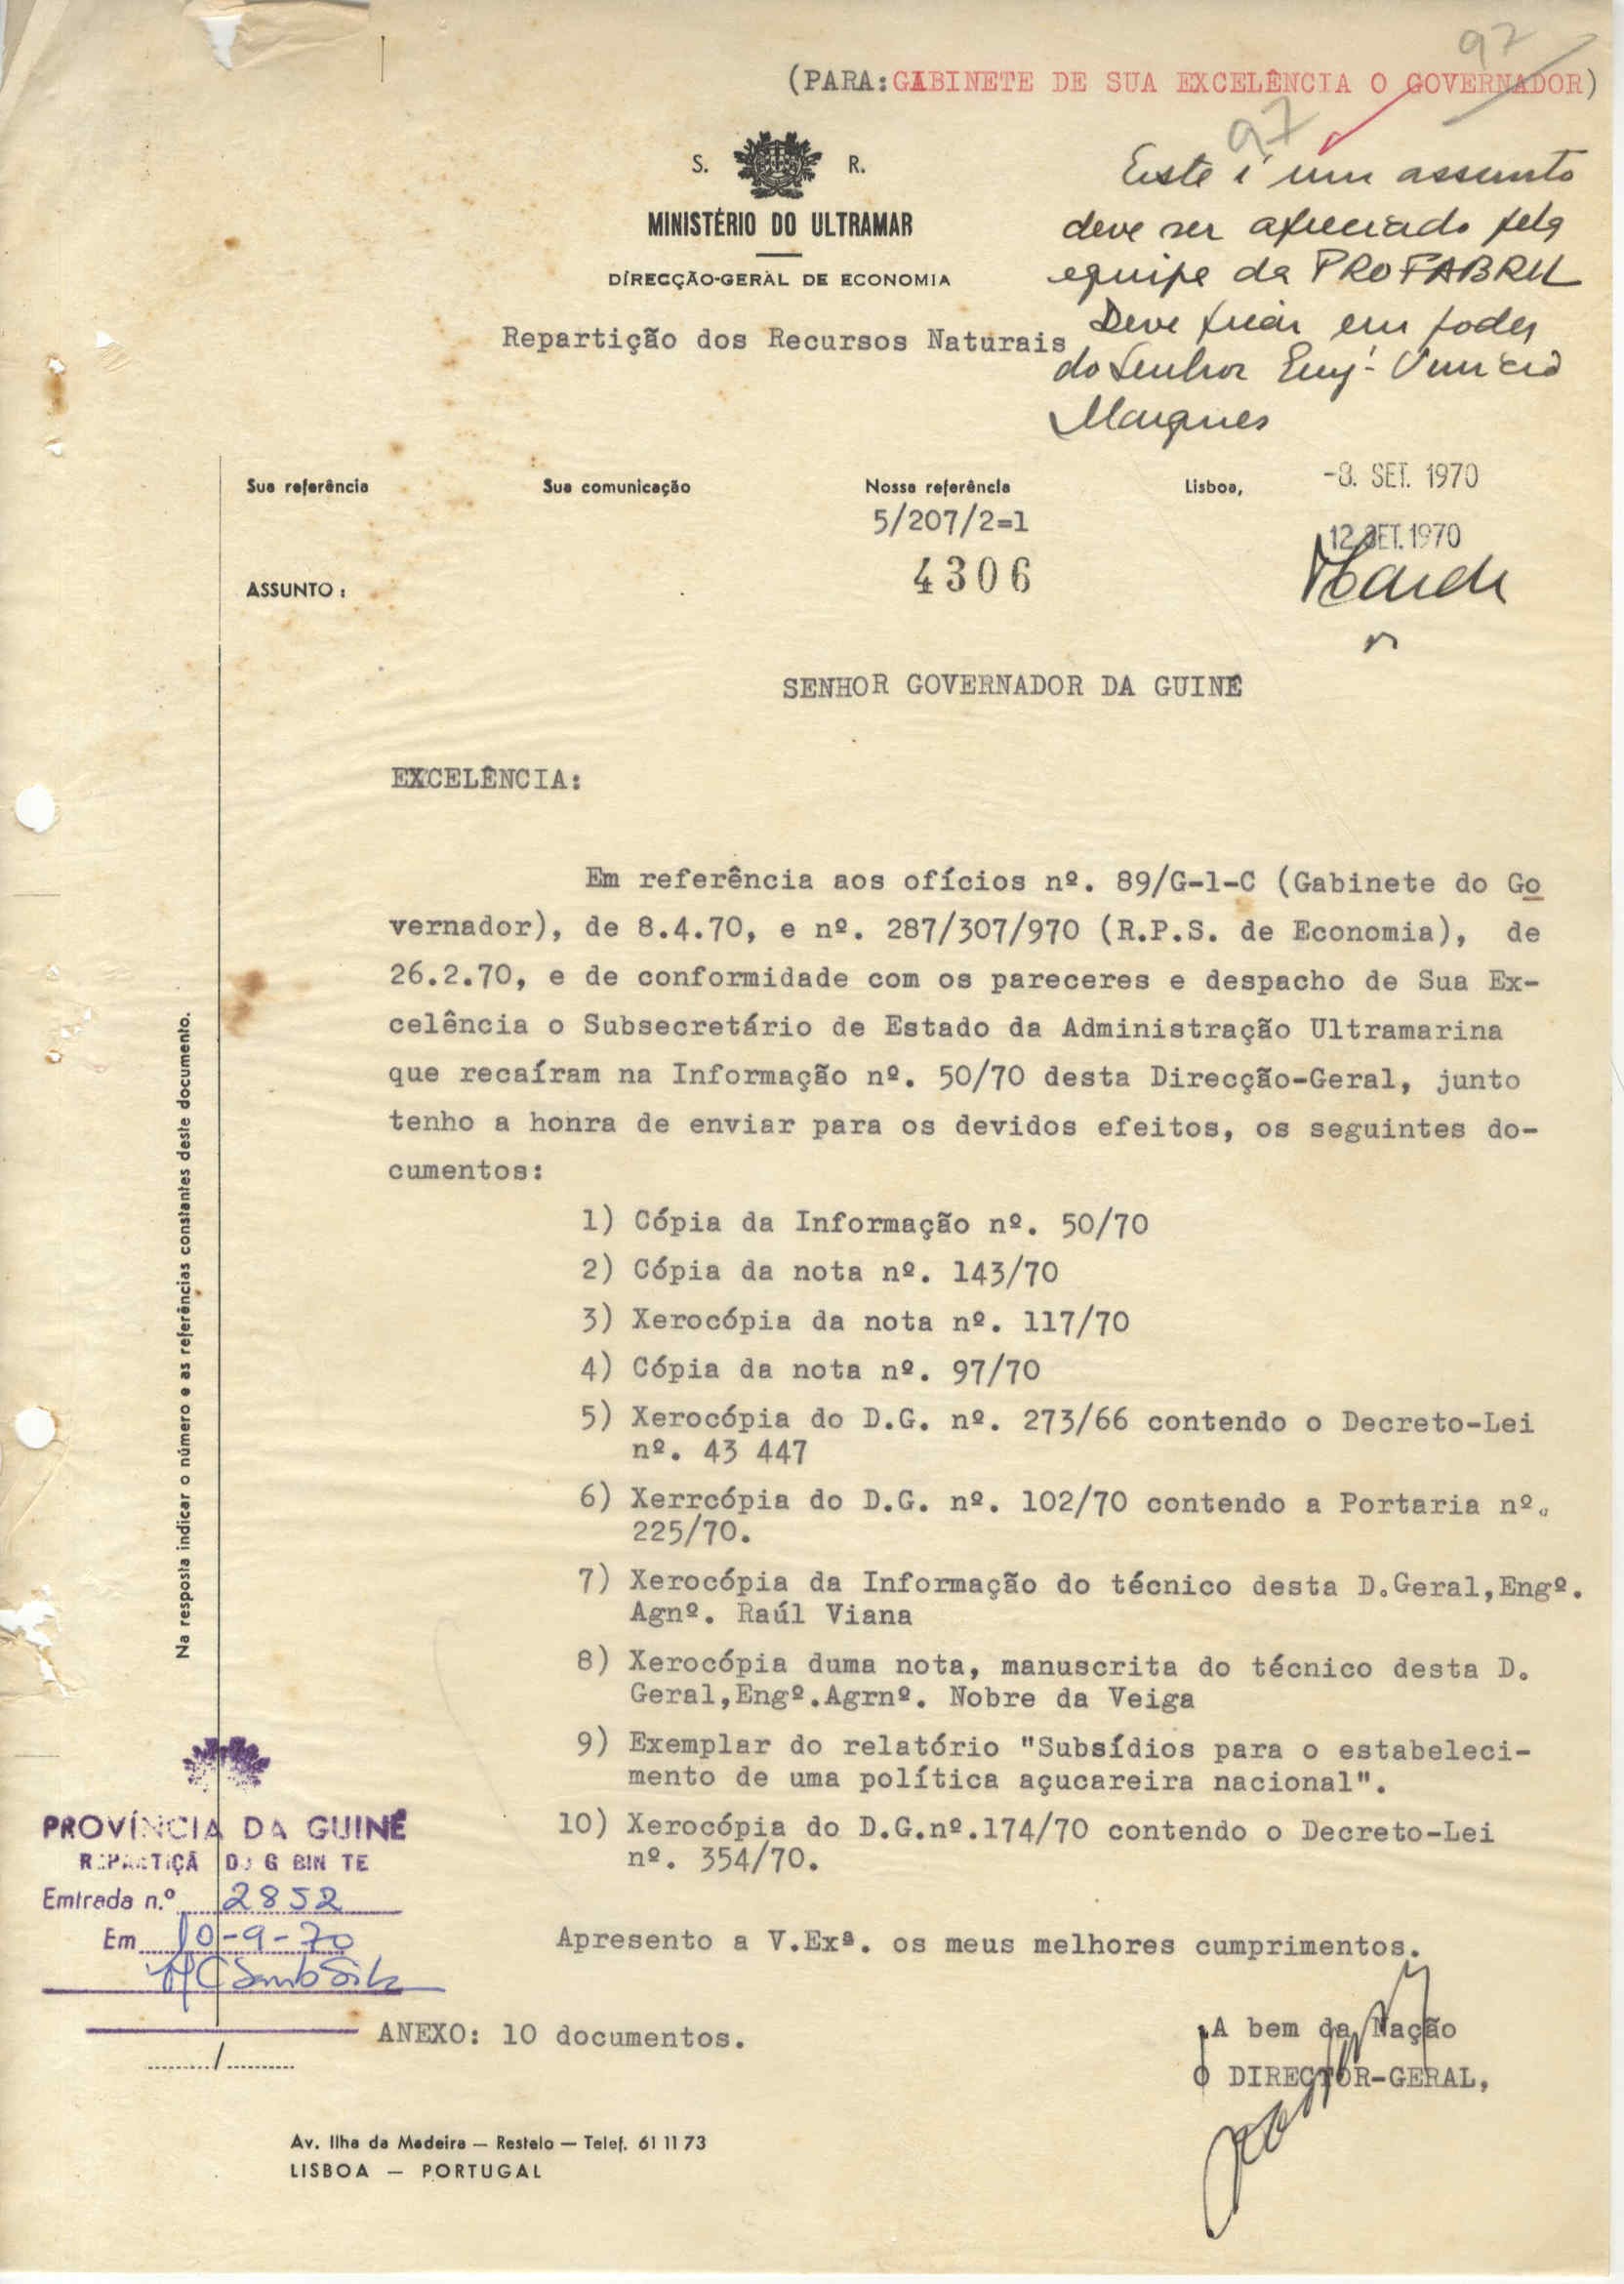 97
(PARA: GABINETE DE SUA EXCELÊNCIA O GOVERNADOR)
97
S. R.
MINISTÉRIO DO ULTRAMAR
DIRECÇÃO-GERAL DE ECONOMIA
Repartição dos Recursos Naturais
Este é um assunto
deve ser apreciado pela
equipe da PROFABRIL
Deve ficar em poder
do Senhor Engº Vinicio
Marques
Sua referência
Sua comunicação
Nossa referência
Lisboa,
-8. SET. 1970
5/207/2=1
12 SET. 1970
4306
ASSUNTO :
SENHOR GOVERNADOR DA GUINÉ
EXCELÊNCIA:
Em referência aos ofícios nº. 89/G-1-C (Gabinete do Go
vernador), de 8.4.70, e nº. 287/307/970 (R.P.S. de Economia), de
26.2.70, e de conformidade com os pareceres e despacho de Sua Ex-
celência o Subsecretário de Estado da Administração Ultramarina
que recaíram na Informação nº. 50/70 desta Direcção-Geral, junto
tenho a honra de enviar para os devidos efeitos, os seguintes do-
cumentos:
1) Cópia da Informação nº. 50/70
2) Cópia da nota nº. 143/70
3) Xerocópia da nota nº. 117/70
4) Cópia da nota nº. 97/70
5) Xerocópia do D.G. nº. 273/66 contendo o Decreto-Lei
nº. 43 447
6) Xerrcópia do D.G. nº. 102/70 contendo a Portaria nº.
225/70.
7) Xerocópia da Informação do técnico desta D.Geral,Engº.
Agnº. Raúl Viana
8) Xerocópia duma nota, manuscrita do técnico desta D.
Geral,Engº.Agrnº. Nobre da Veiga
9) Exemplar do relatório "Subsídios para o estabeleci-
mento de uma política açucareira nacional".
10) Xerocópia do D.G.nº.174/70 contendo o Decreto-Lei
nº. 354/70.
Apresento a V.Exª. os meus melhores cumprimentos.
ANEXO: 10 documentos.
A bem da Nação
O DIRECTOR-GERAL,
Na resposta indicar o número e as referências constantes deste documento.
PROVÍNCIA DA GUINÉ
REPARTIÇÃ DO G BIN TE
Entrada n.º 2852
Em 10-9-70
/
Av. Ilha da Madeira — Restelo — Telef. 61 11 73
LISBOA — PORTUGAL